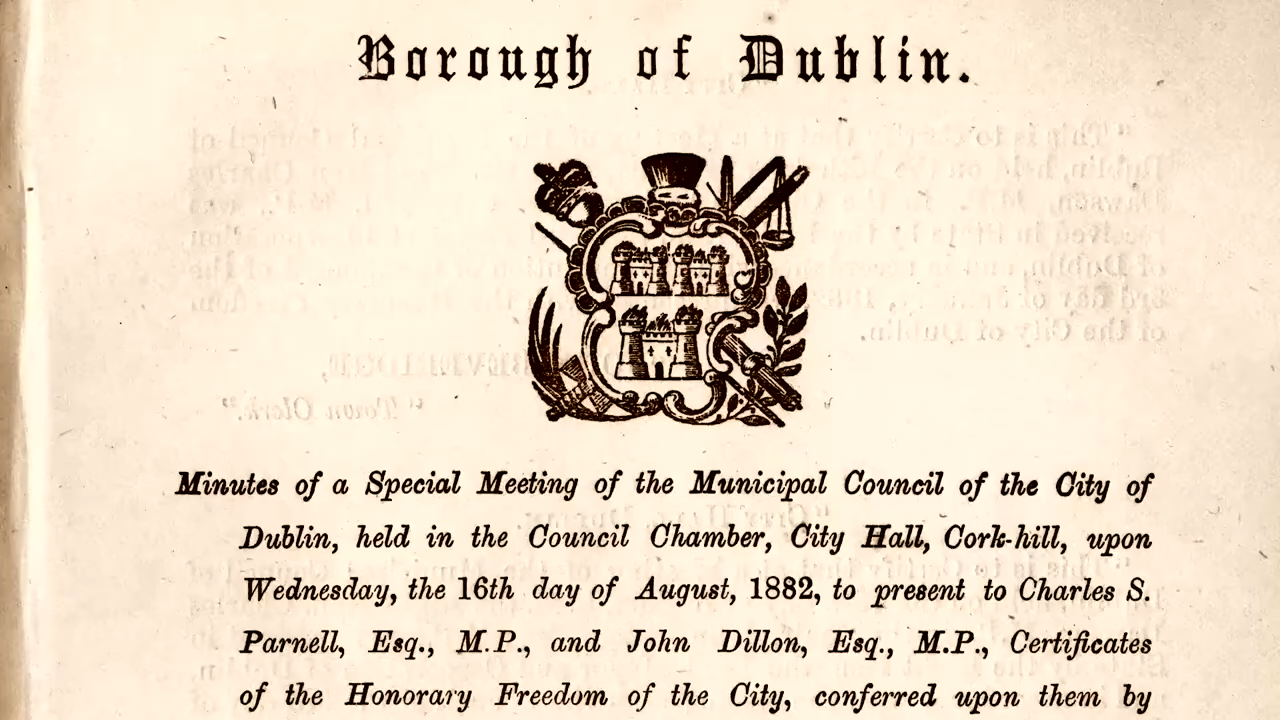 Borough of Dublin.
Minutes of a Special Meeting of the Municipal Council of the City of
Dublin, held in the Council Chamber, City Hall, Cork-hill, upon
Wednesday, the 16th day of August, 1882, to present to Charles S.
Parnell, Esq., M.P., and John Dillon, Esq., M.P., Certificates
of the Honorary Freedom of the City, conferred upon them by